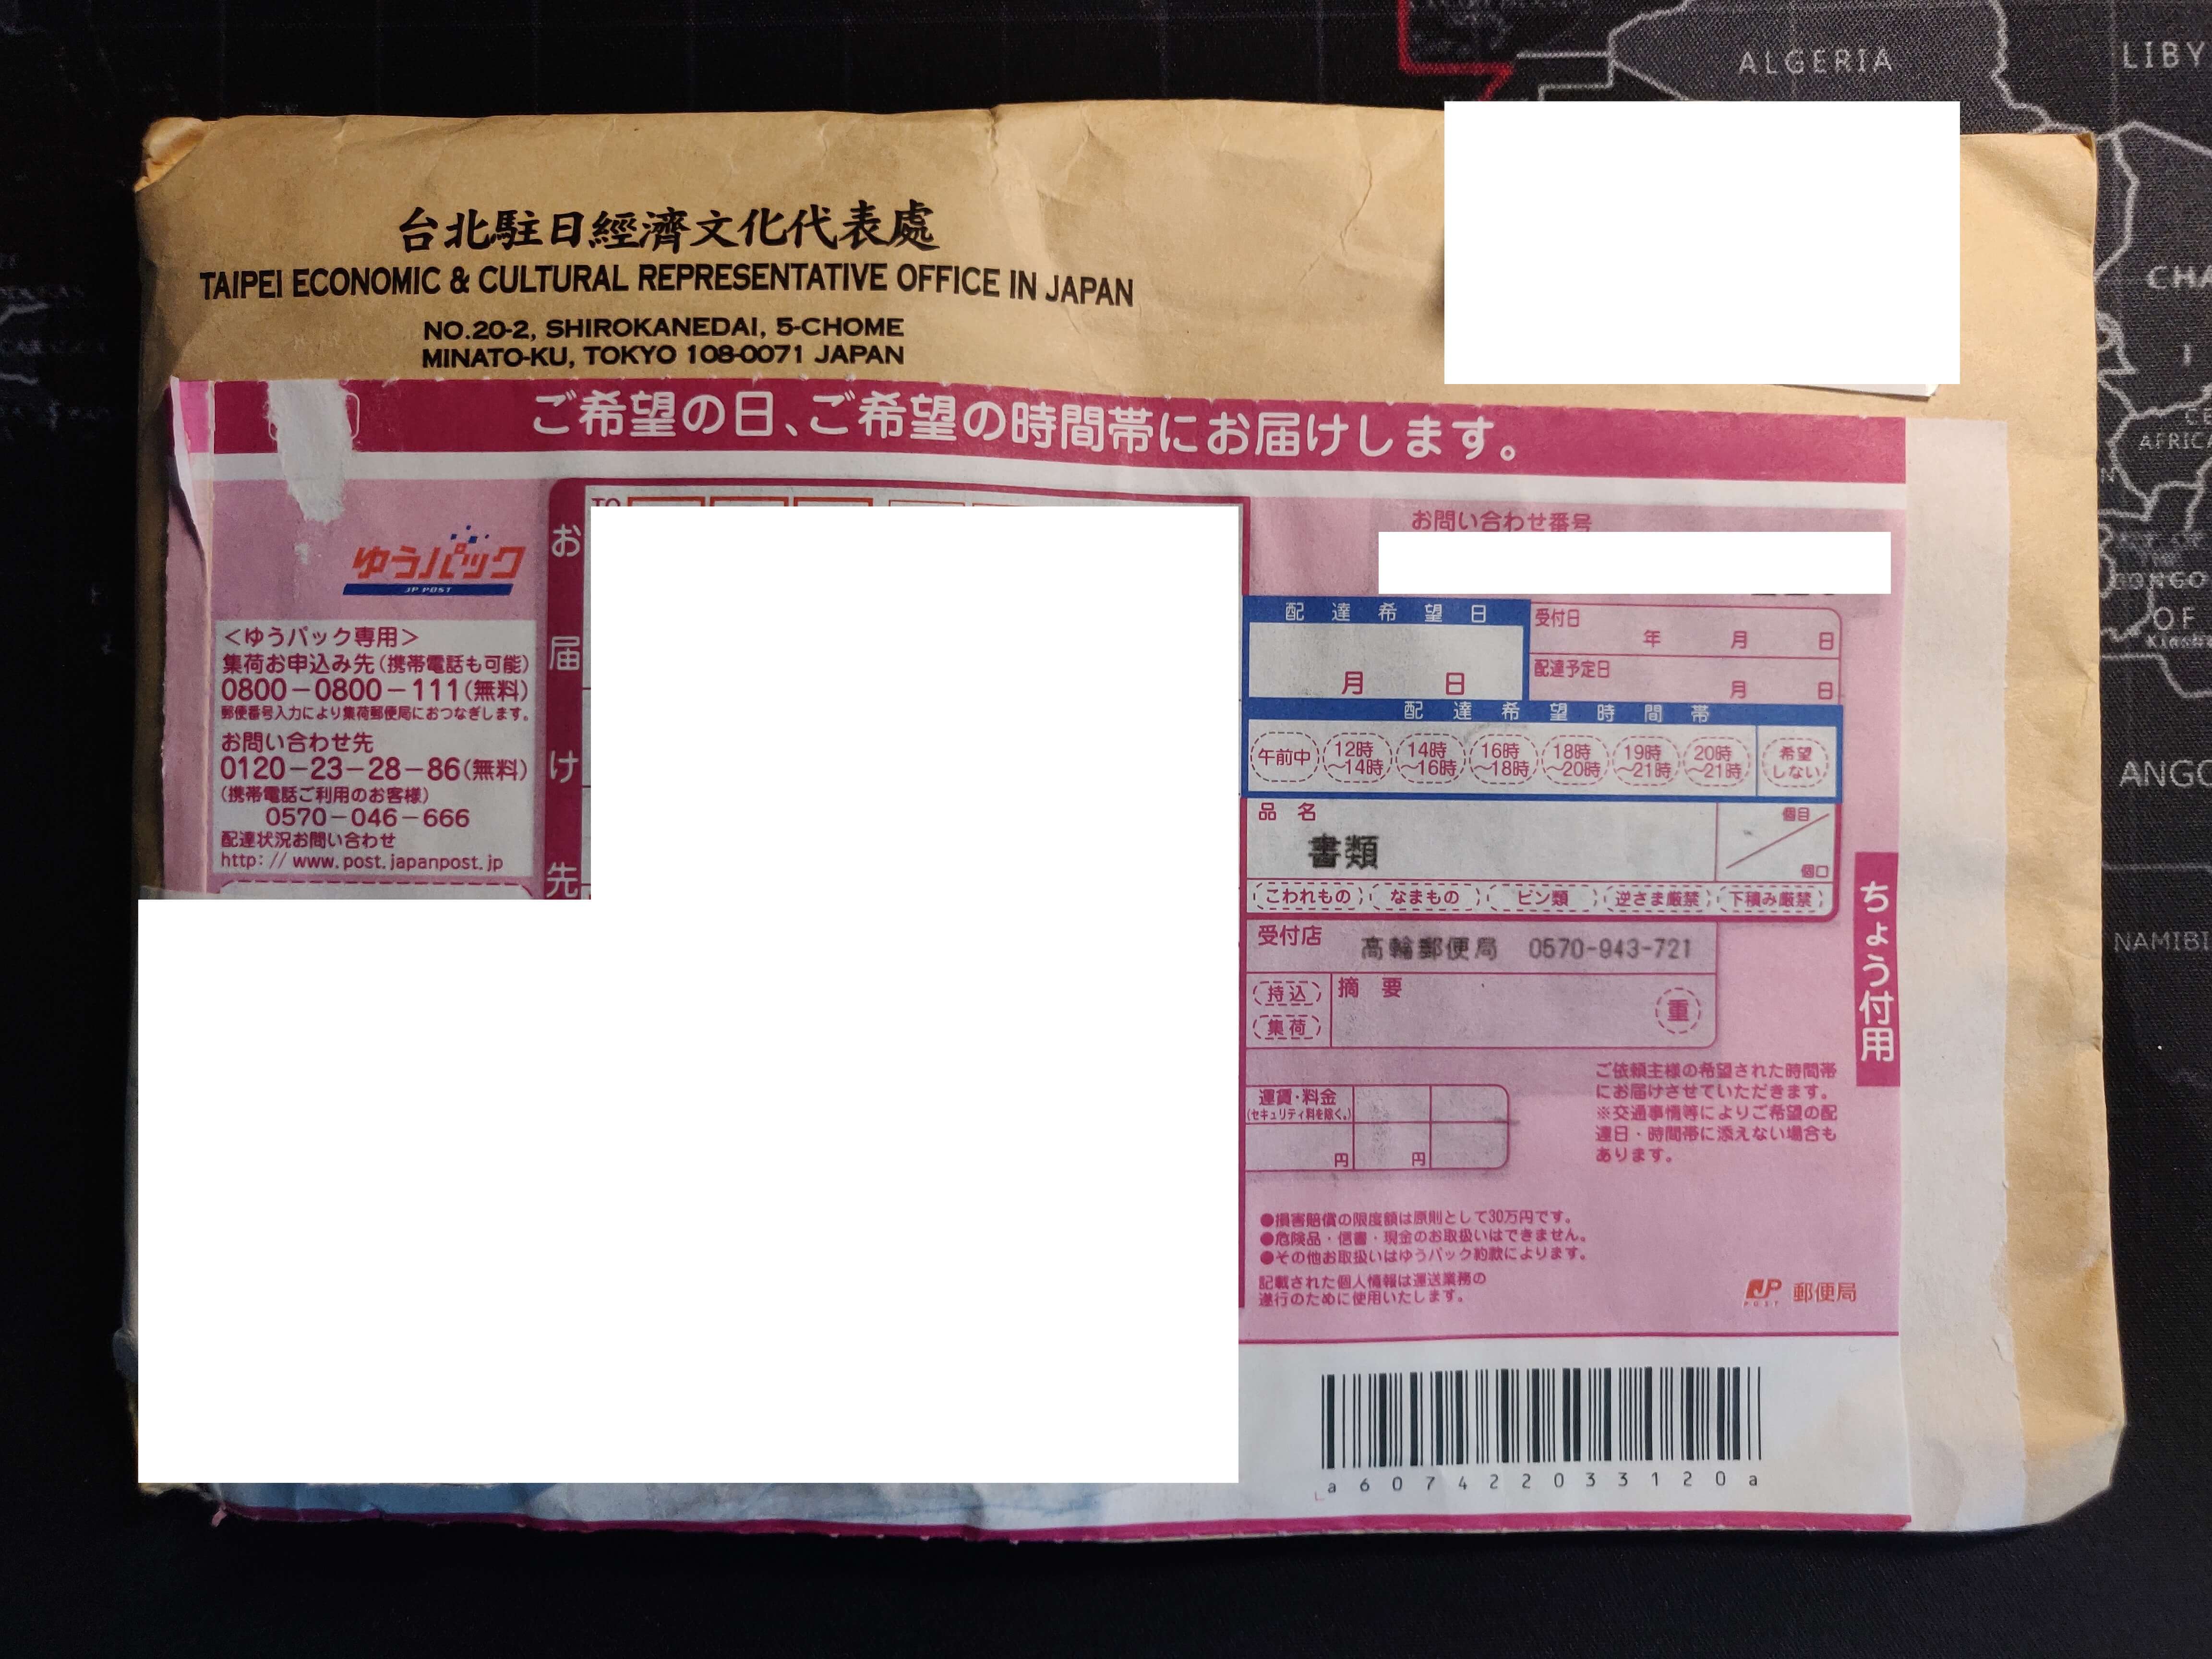 ALGERIA
LIBY
台北駐日經濟文化代表處
TAIPEI ECONOMIC & CULTURAL REPRESENTATIVE OFFICE IN JAPAN
NO.20-2, SHIROKANEDAI, 5-CHOME
MINATO-KU, TOKYO 108-0071 JAPAN
CHA
ご希望の日、ご希望の時間帯にお届けします。
AFRIC
ゆうパック
JP POST
<ゆうパック専用>
集荷お申込み先(携帯電話も可能)
0800-0800-111(無料)
郵便番号入力により集荷郵便局におつなぎします。
お問い合わせ先
0120-23-28-86(無料)
(携帯電話ご利用のお客様)
0570-046-666
配達状況お問い合わせ
http://www.post.japanpost.jp
お届け先
TO
お問い合わせ番号
配達希望日
月 日
受付日
年 月 日
配達予定日
月 日
配達希望時間帯
午前中
12時～14時
14時～16時
16時～18時
18時～20時
19時～21時
20時～21時
希望しない
品名
書類
個目
個口
こわれもの なまもの ビン類 逆さま厳禁 下積み厳禁
受付店
高輪郵便局 0570-943-721
持込
集荷
摘要
重
ちょう付用
運賃・料金
(セキュリティ料を除く。)
円 円
ご依頼主様の希望された時間帯
にお届けさせていただきます。
※交通事情等によりご希望の配
達日・時間帯に添えない場合も
あります。
●損害賠償の限度額は原則として30万円です。
●危険品・信書・現金のお取扱いはできません。
●その他お取扱いはゆうパック約款によります。
記載された個人情報は運送業務の
遂行のために使用いたします。
JP
POST
郵便局
a607422033120a
OF
ANGO
NAMIBI